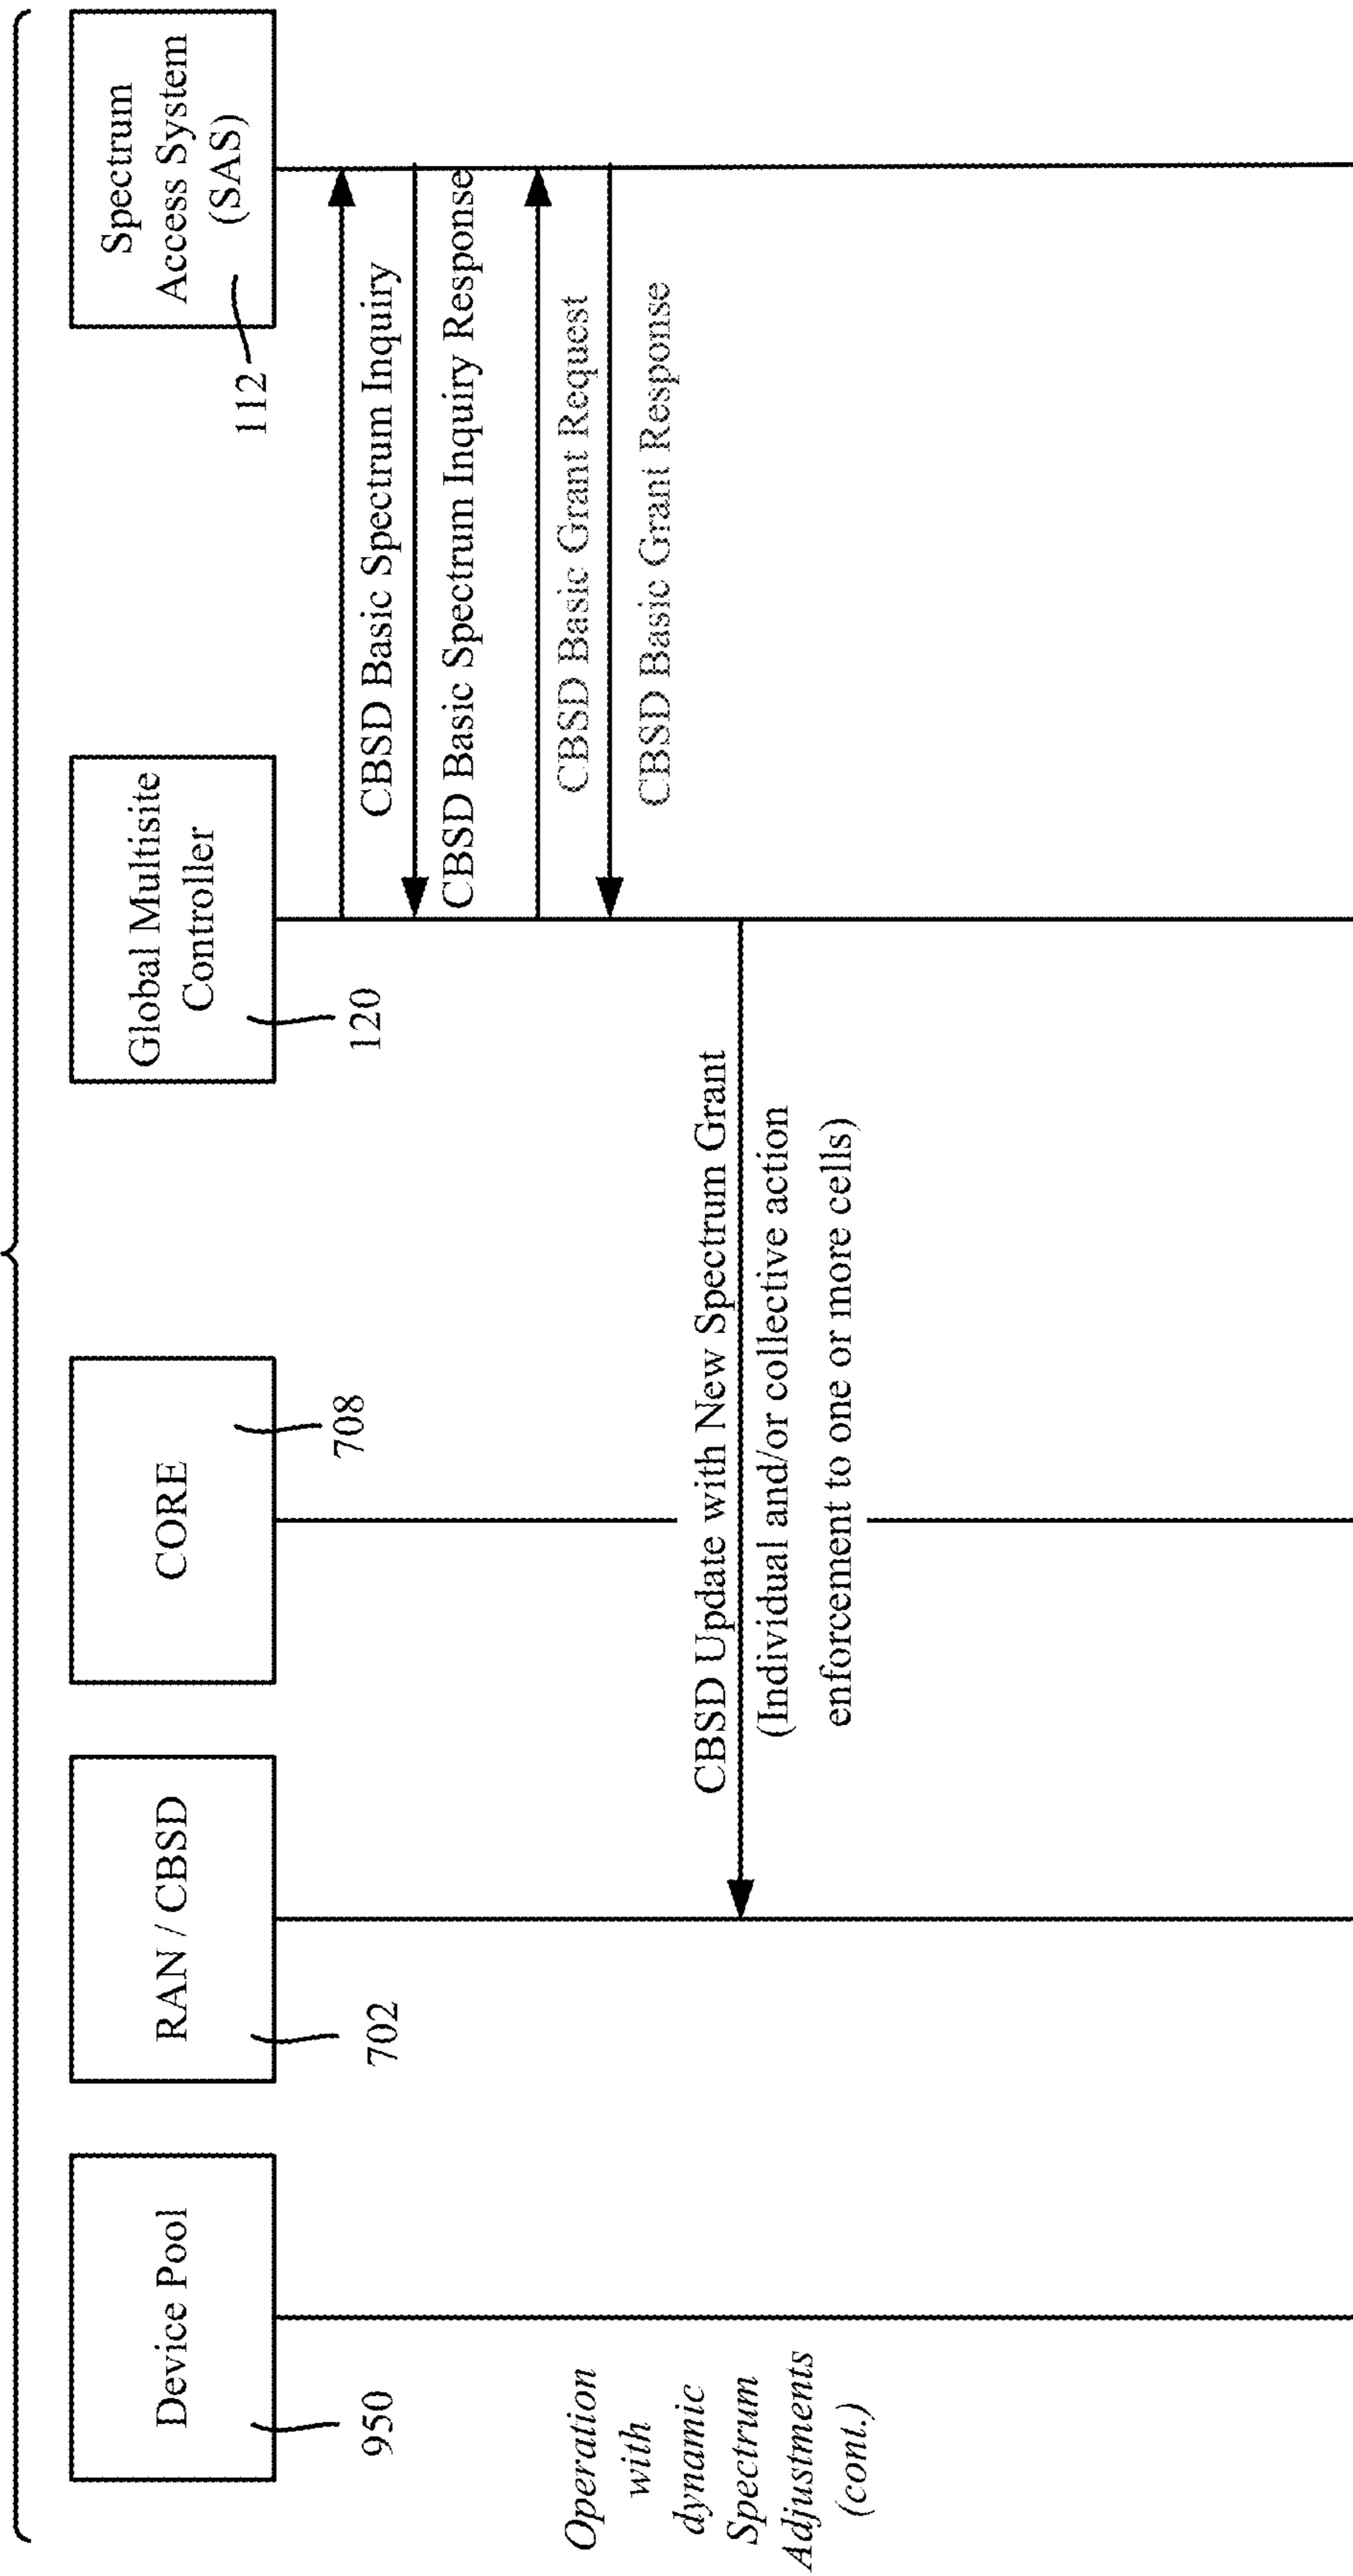 Device Pool
950
RAN / CBSD
702
CORE
708
Global Multisite
Controller
120
Spectrum
Access System
(SAS)
112
CBSD Basic Spectrum Inquiry
CBSD Basic Spectrum Inquiry Response
CBSD Basic Grant Request
CBSD Basic Grant Response
Operation
with
dynamic
Spectrum
Adjustments
(cont.)
CBSD Update with New Spectrum Grant
(Individual and/or collective action
enforcement to one or more cells)